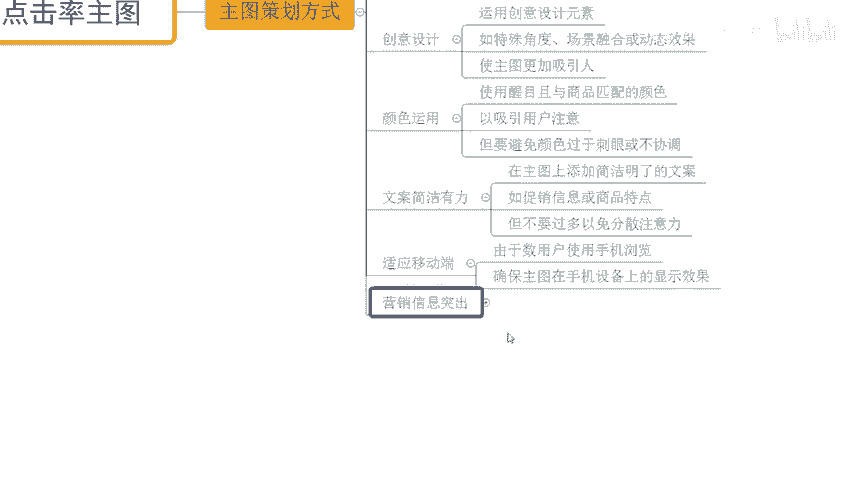 点击率主图
主图策划方式
运用创意设计元素
创意设计
如特殊角度、场景融合或动态效果
使主图更加吸引人
使用醒目且与商品匹配的颜色
颜色运用
以吸引用户注意
但要避免颜色过于刺眼或不协调
在主图上添加简洁明了的文案
文案简洁有力
如促销信息或商品特点
但不要过多以免分散注意力
由于数用户使用手机浏览
适应移动端
确保主图在手机设备上的显示效果
营销信息突出
bilibili